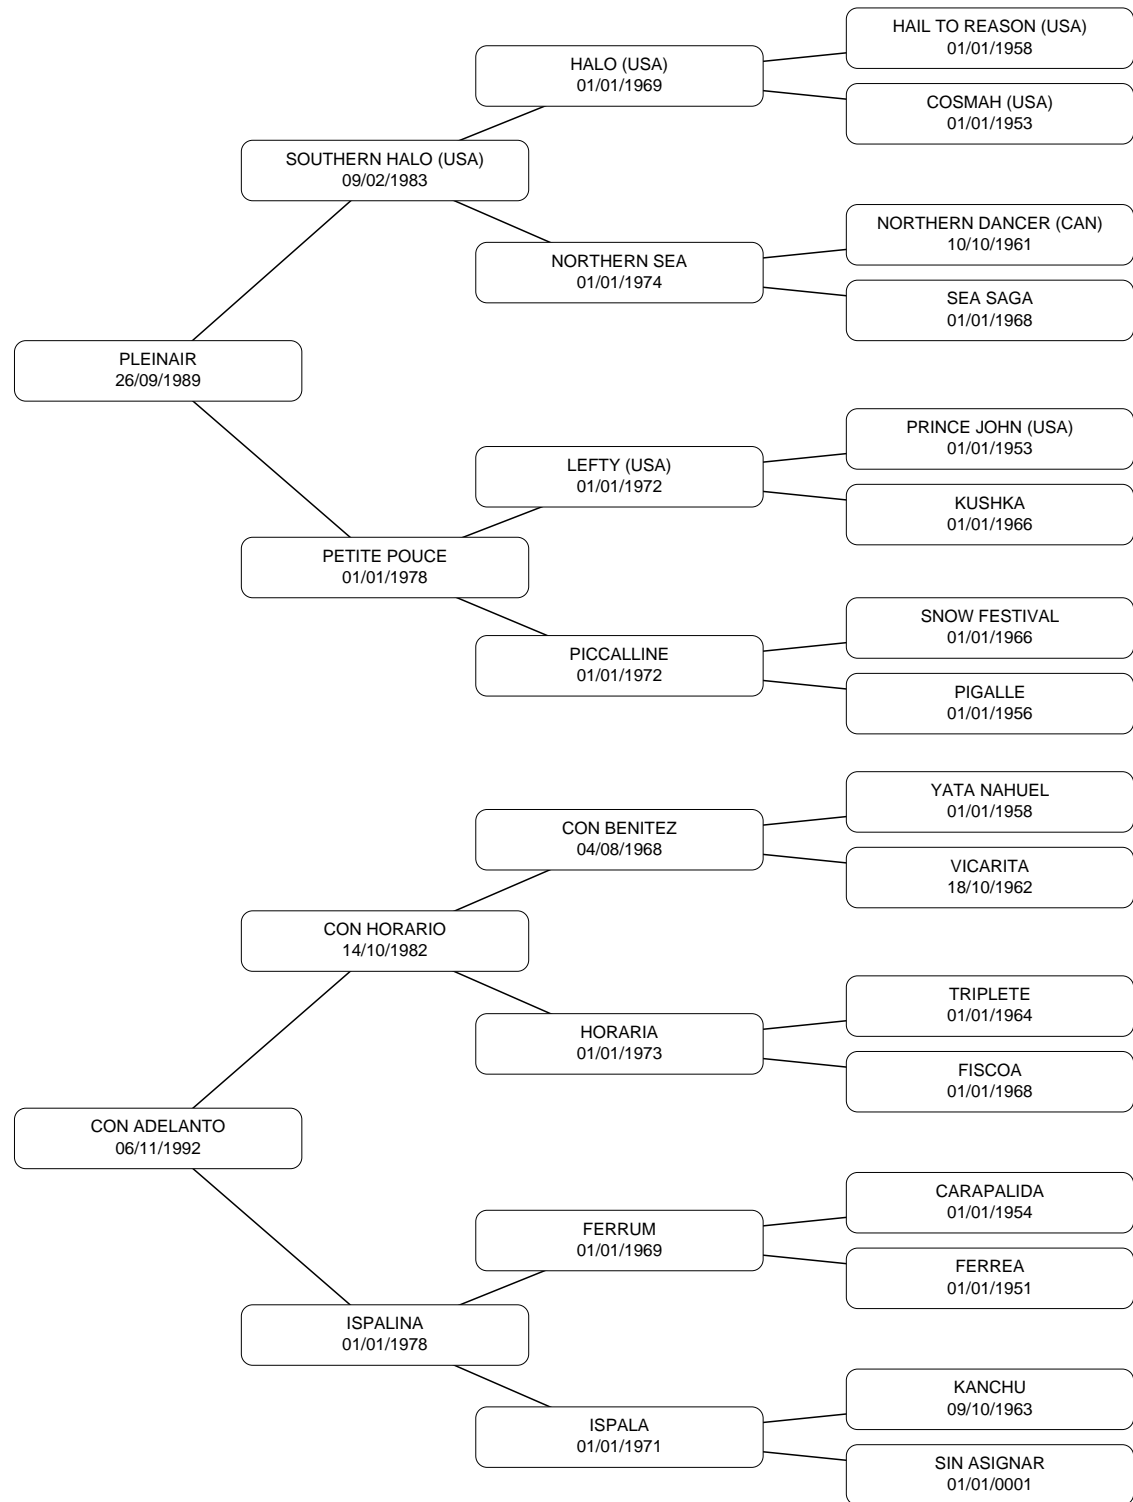 HAIL TO REASON (USA)
01/01/1958
HALO (USA)
01/01/1969
COSMAH (USA)
01/01/1953
SOUTHERN HALO (USA)
09/02/1983
NORTHERN DANCER (CAN)
10/10/1961
NORTHERN SEA
01/01/1974
SEA SAGA
01/01/1968
PLEINAIR
26/09/1989
PRINCE JOHN (USA)
01/01/1953
LEFTY (USA)
01/01/1972
KUSHKA
01/01/1966
PETITE POUCE
01/01/1978
SNOW FESTIVAL
01/01/1966
PICCALLINE
01/01/1972
PIGALLE
01/01/1956
YATA NAHUEL
01/01/1958
CON BENITEZ
04/08/1968
VICARITA
18/10/1962
CON HORARIO
14/10/1982
TRIPLETE
01/01/1964
HORARIA
01/01/1973
FISCOA
01/01/1968
CON ADELANTO
06/11/1992
CARAPALIDA
01/01/1954
FERRUM
01/01/1969
FERREA
01/01/1951
ISPALINA
01/01/1978
KANCHU
09/10/1963
ISPALA
01/01/1971
SIN ASIGNAR
01/01/0001